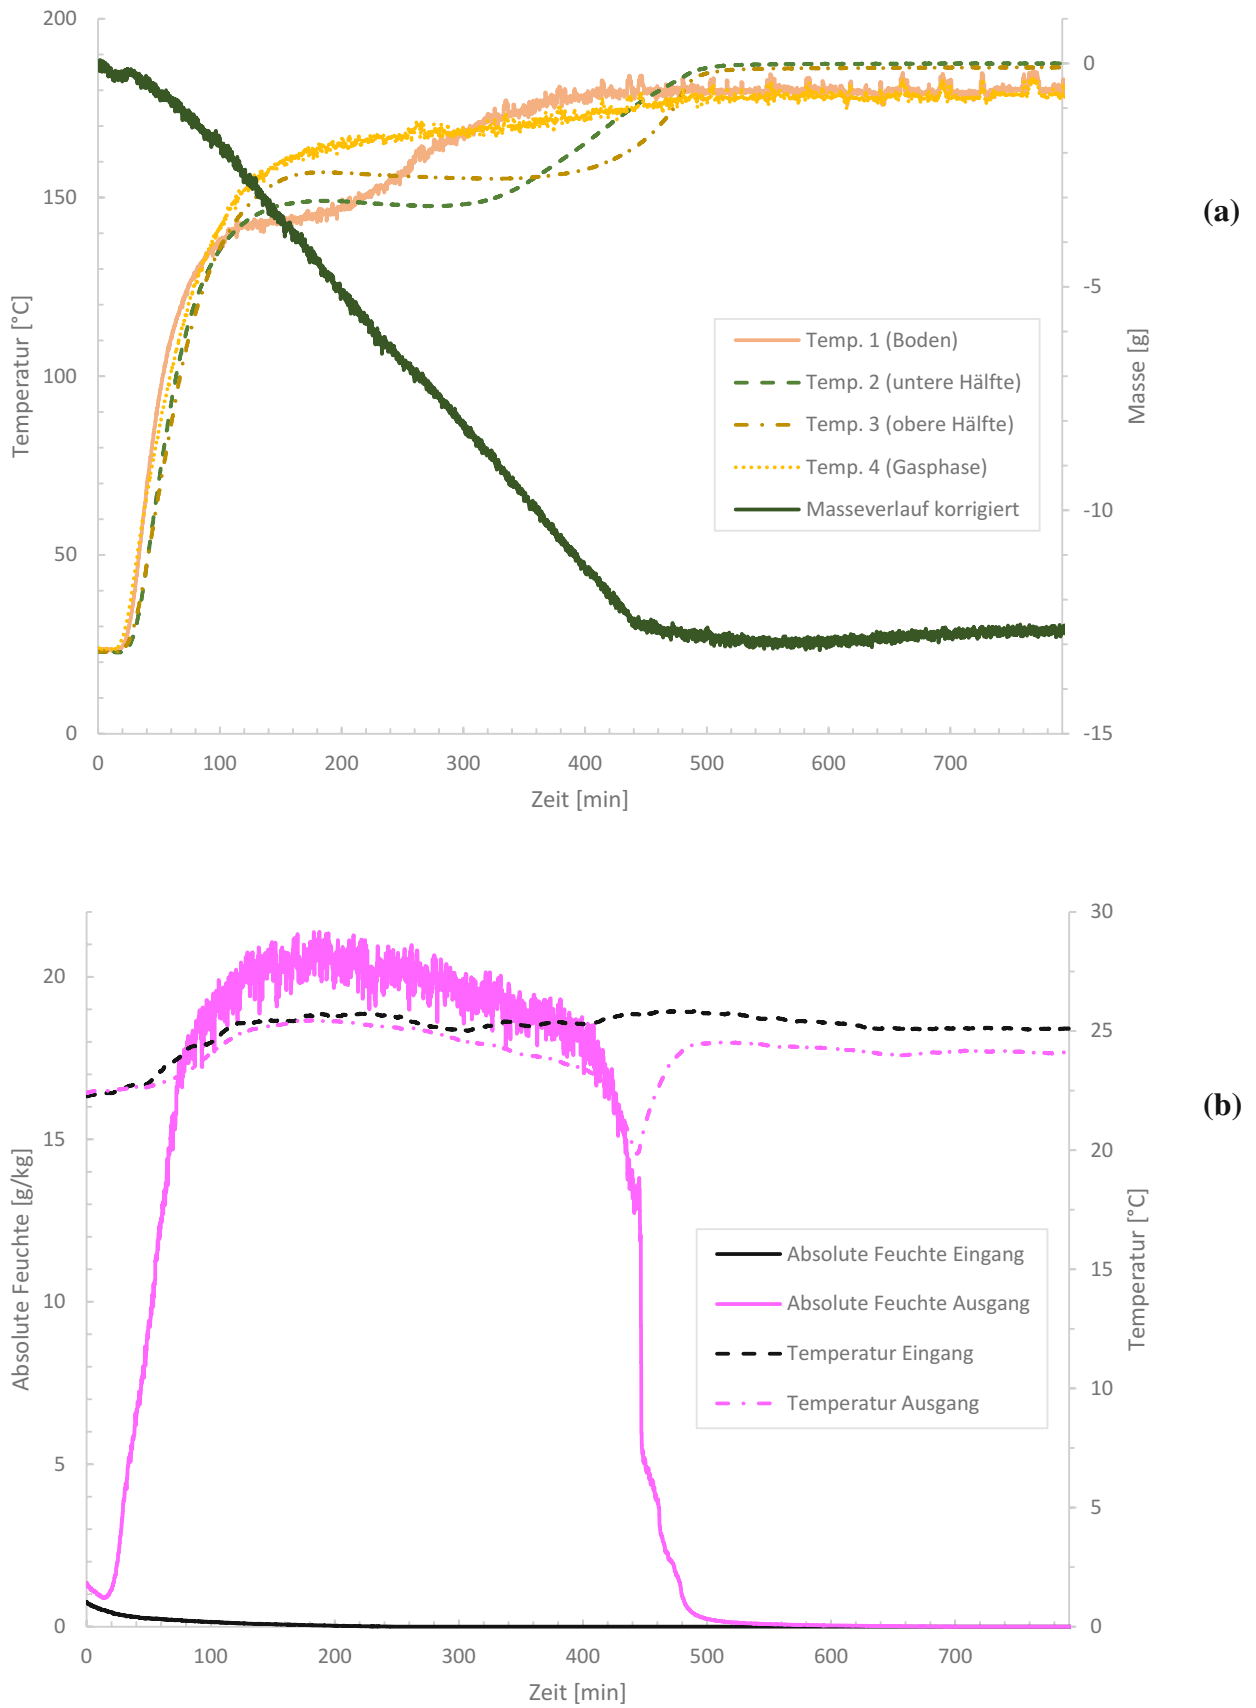 200
150
100
50
0
Temperatur [°C]
0
-5
-10
-15
Masse [g]
(a)
Temp. 1 (Boden)
Temp. 2 (untere Hälfte)
Temp. 3 (obere Hälfte)
Temp. 4 (Gasphase)
Masseverlauf korrigiert
0 100 200 300 400 500 600 700
Zeit [min]
20
15
10
5
0
Absolute Feuchte [g/kg]
30
25
20
15
10
5
0
Temperatur [°C]
(b)
Absolute Feuchte Eingang
Absolute Feuchte Ausgang
Temperatur Eingang
Temperatur Ausgang
0 100 200 300 400 500 600 700
Zeit [min]